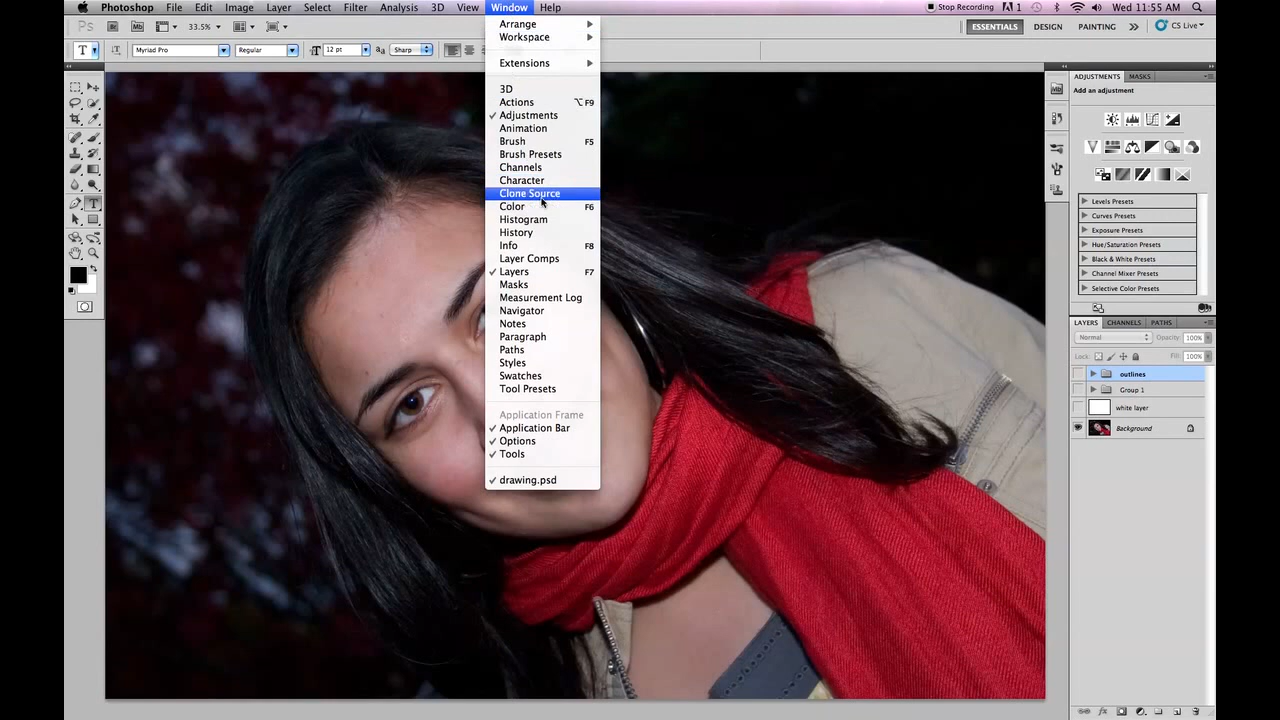 Photoshop File Edit Image Layer Select Filter Analysis 3D View Window Help Stop Recording 1 Wed 11:55 AM
Ps Br Mb 33.5% ESSENTIALS DESIGN PAINTING CS Live
T T Myriad Pro Regular T 12 pt aa Sharp
Arrange
Workspace
Extensions
3D
Actions ⌥F9
Adjustments
Animation
Brush F5
Brush Presets
Channels
Character
Clone Source
Color F6
Histogram
History
Info F8
Layer Comps
Layers F7
Masks
Measurement Log
Navigator
Notes
Paragraph
Paths
Styles
Swatches
Tool Presets
Application Frame
Application Bar
Options
Tools
drawing.psd
ADJUSTMENTS MASKS
Add an adjustment
Levels Presets
Curves Presets
Exposure Presets
Hue/Saturation Presets
Black & White Presets
Channel Mixer Presets
Selective Color Presets
LAYERS CHANNELS PATHS
Normal Opacity: 100%
Lock: Fill: 100%
outlines
Group 1
white layer
Background